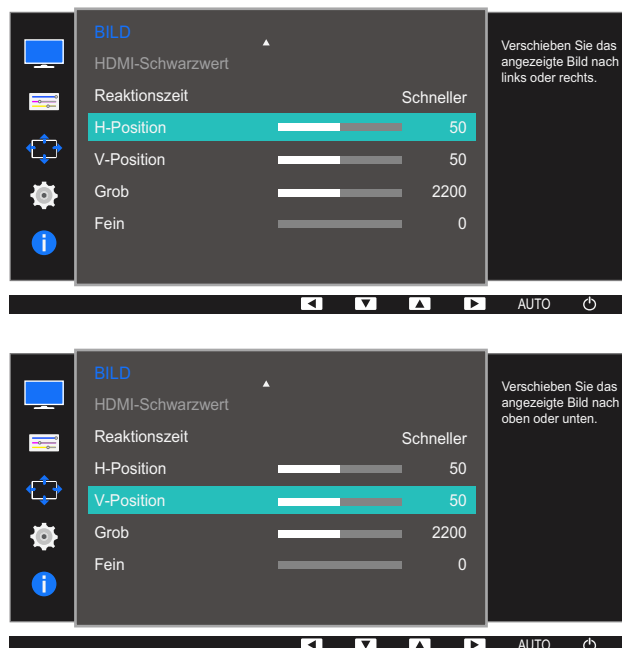 BILD
HDMI-Schwarzwert
Reaktionszeit Schneller
H-Position 50
V-Position 50
Grob 2200
Fein 0
Verschieben Sie das
angezeigte Bild nach
links oder rechts.
AUTO
BILD
HDMI-Schwarzwert
Reaktionszeit Schneller
H-Position 50
V-Position 50
Grob 2200
Fein 0
Verschieben Sie das
angezeigte Bild nach
oben oder unten.
AUTO